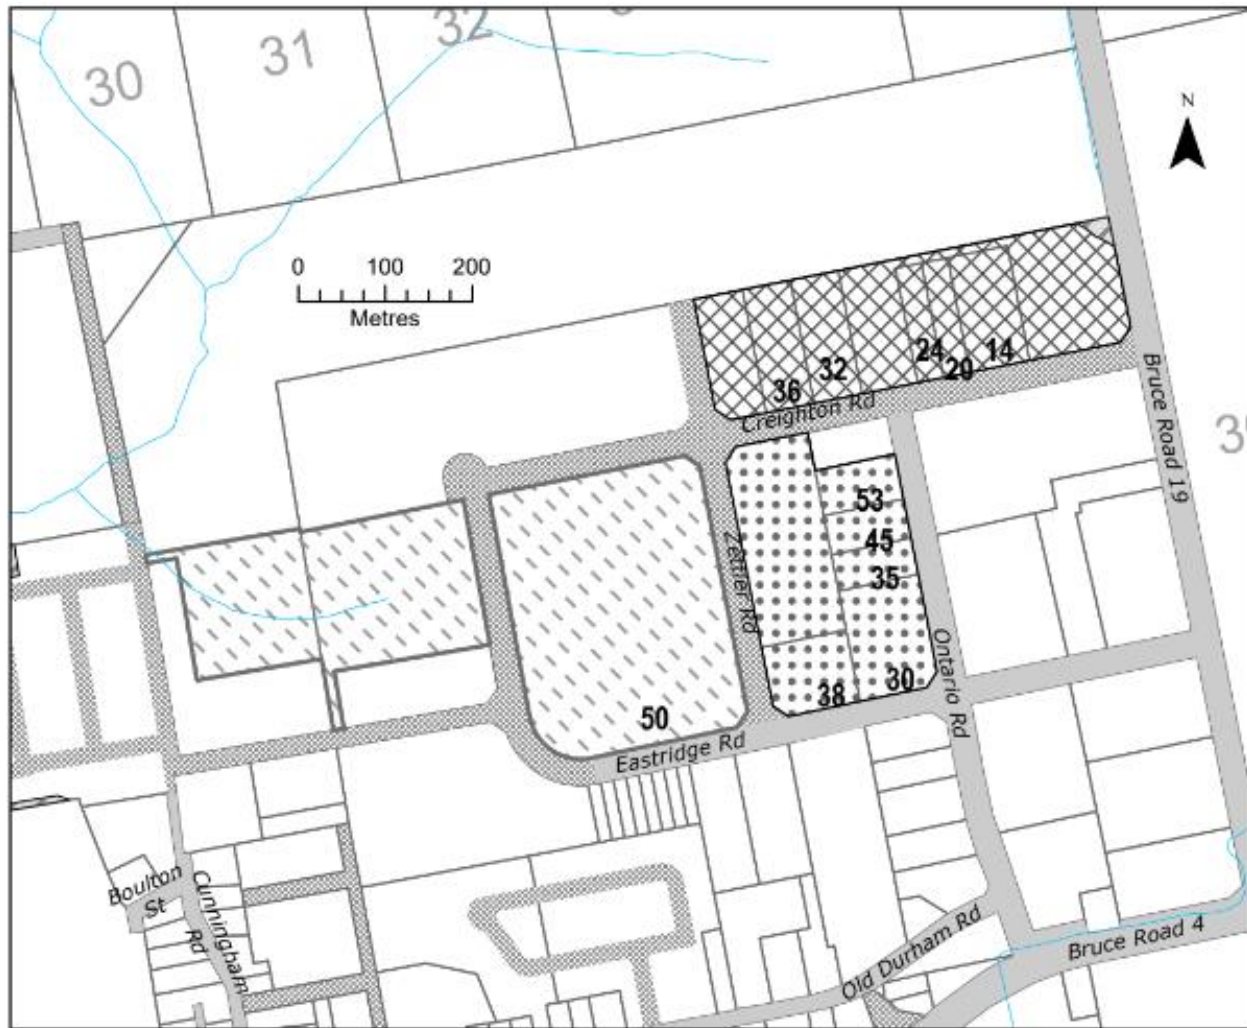 30
31
32
N
0 100 200
Metres
36
32
24
20
14
Creighton Rd
Bruce Road 19
53
45
35
30
38
Zettler Rd
Ontario Rd
50
Eastridge Rd
Boulton
St
Cunningham
Rd
Old Durham Rd
Bruce Road 4